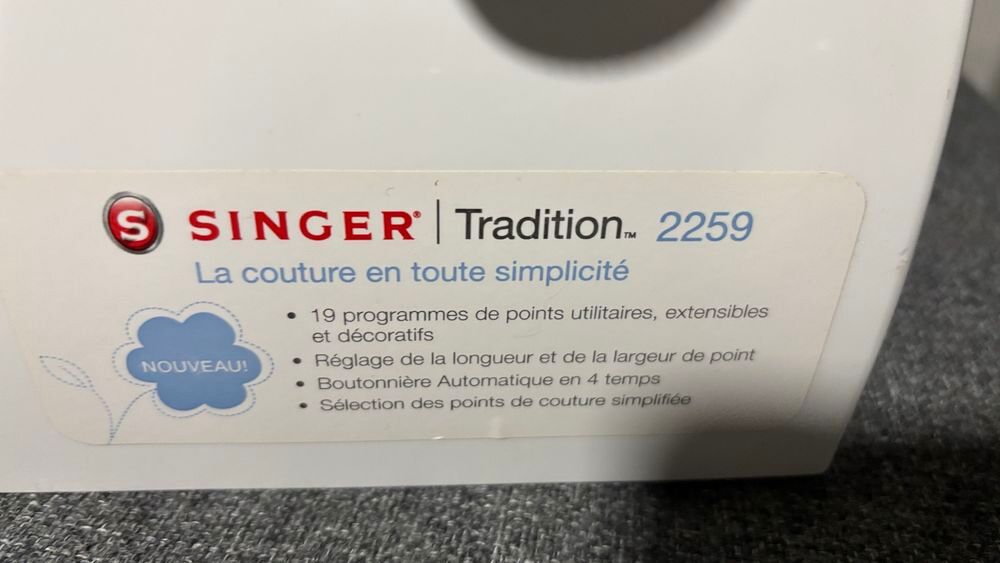 S SINGER® | Tradition™ 2259
La couture en toute simplicité
NOUVEAU!
• 19 programmes de points utilitaires, extensibles
et décoratifs
• Réglage de la longueur et de la largeur de point
• Boutonnière Automatique en 4 temps
• Sélection des points de couture simplifiée